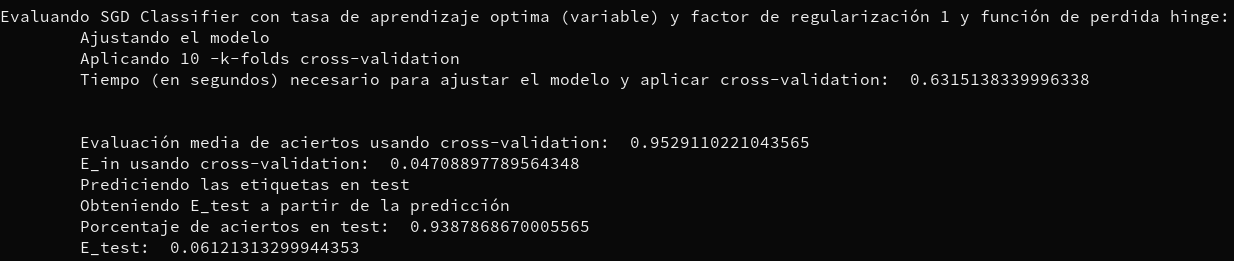 Evaluando SGD Classifier con tasa de aprendizaje optima (variable) y factor de regularización 1 y función de perdida hinge:
Ajustando el modelo
Aplicando 10 -k-folds cross-validation
Tiempo (en segundos) necesario para ajustar el modelo y aplicar cross-validation:  0.6315138339996338
Evaluación media de aciertos usando cross-validation:  0.9529110221043565
E_in usando cross-validation:  0.04708897789564348
Prediciendo las etiquetas en test
Obteniendo E_test a partir de la predicción
Porcentaje de aciertos en test:  0.9387868670005565
E_test:  0.06121313299944353